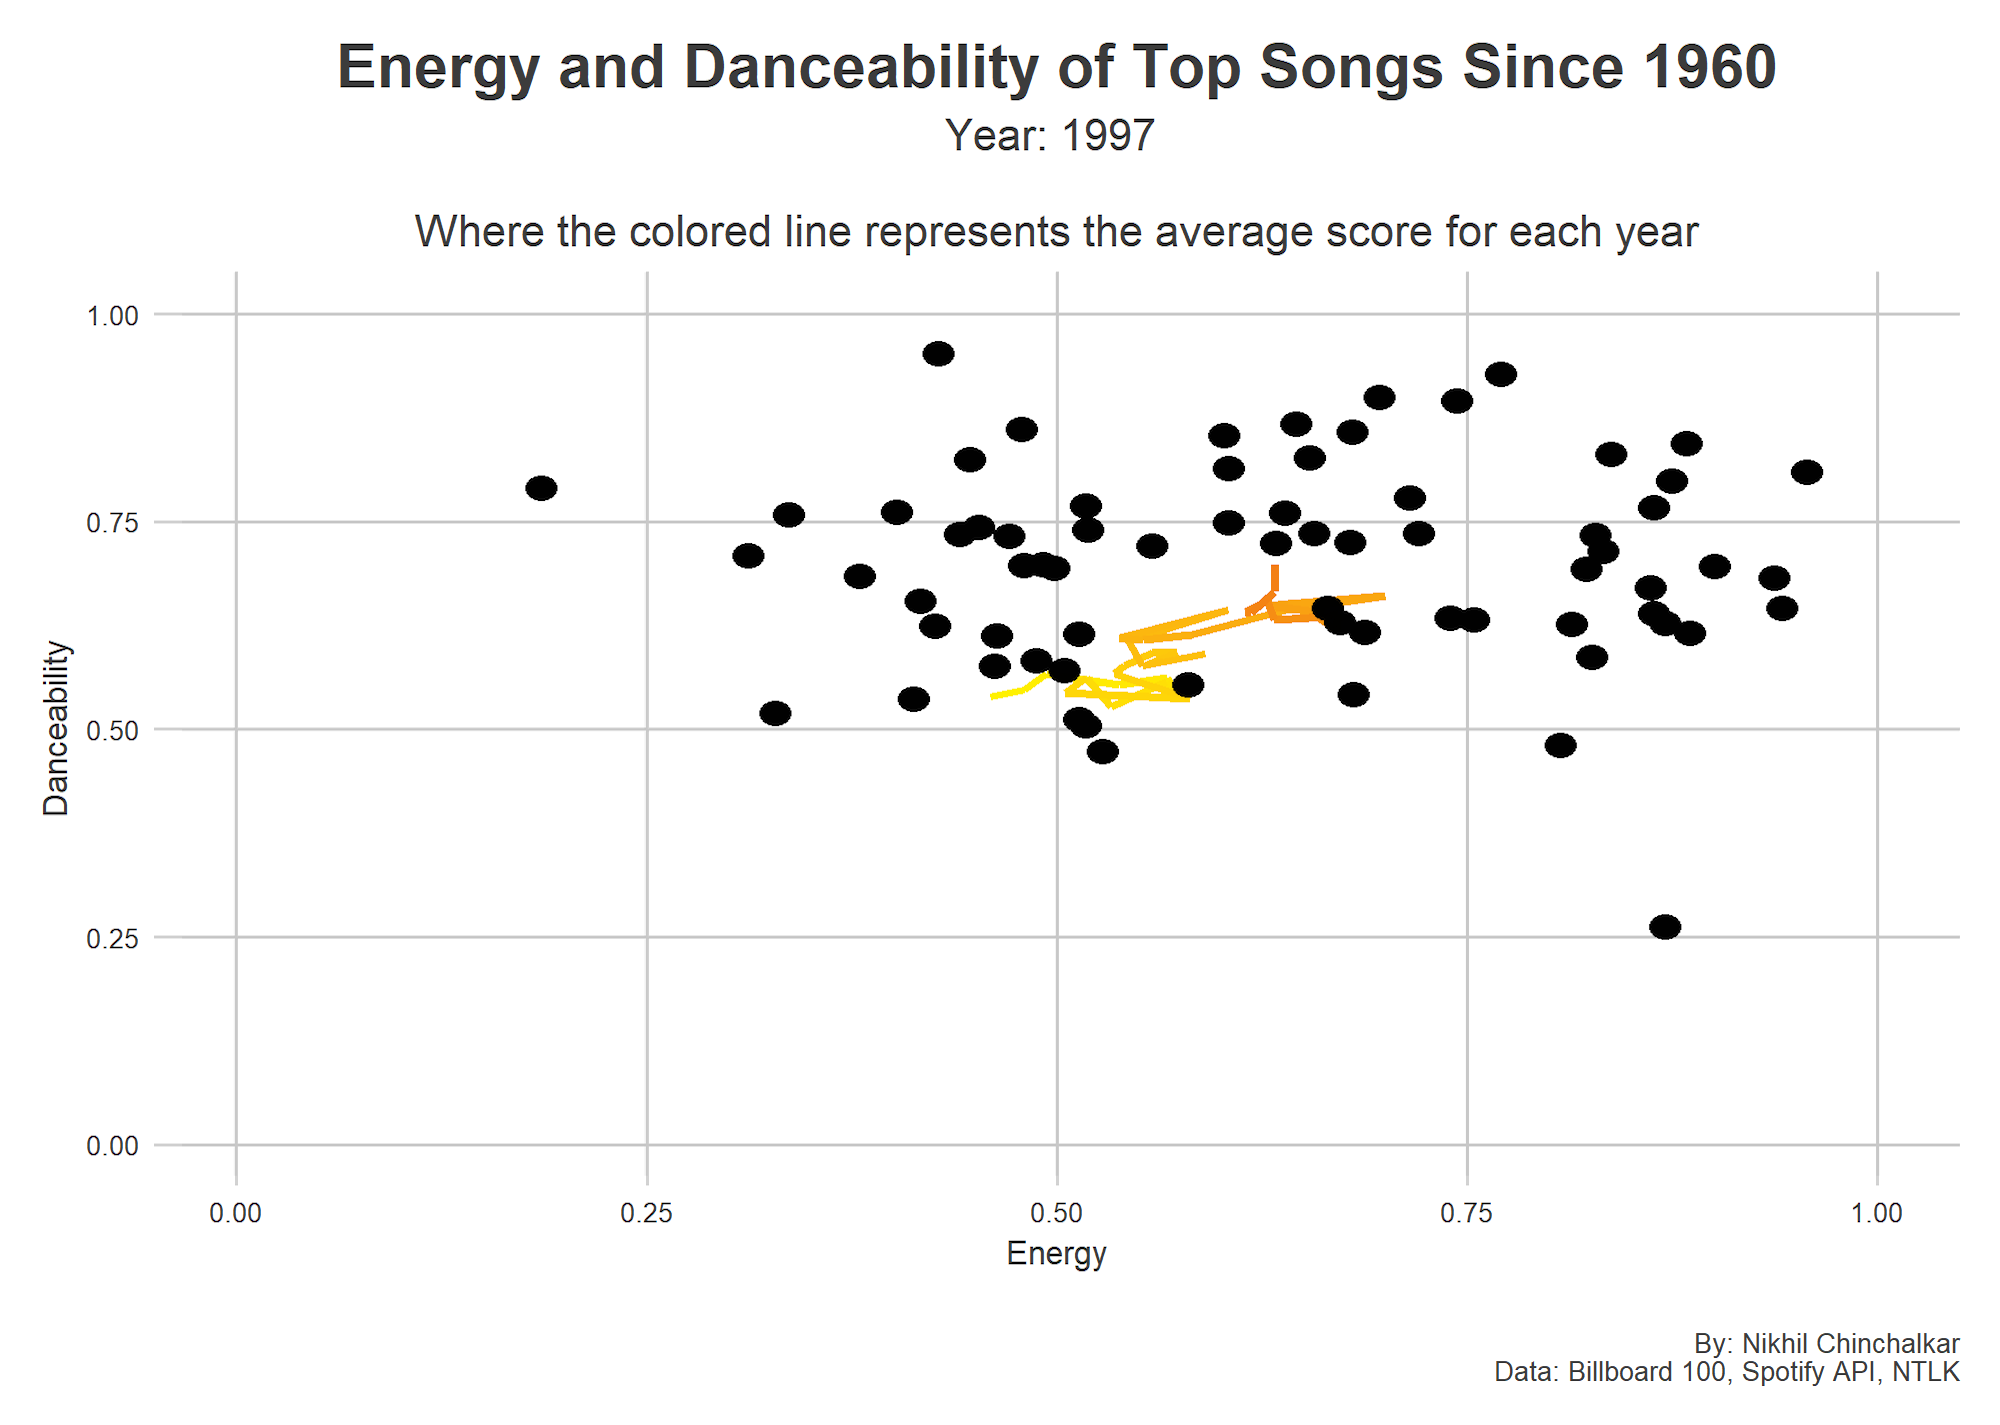 Energy and Danceability of Top Songs Since 1960
Year: 1997
Where the colored line represents the average score for each year
1.00
0.75
0.50
0.25
0.00
Danceability
0.00 0.25 0.50 0.75 1.00
Energy
By: Nikhil Chinchalkar
Data: Billboard 100, Spotify API, NTLK